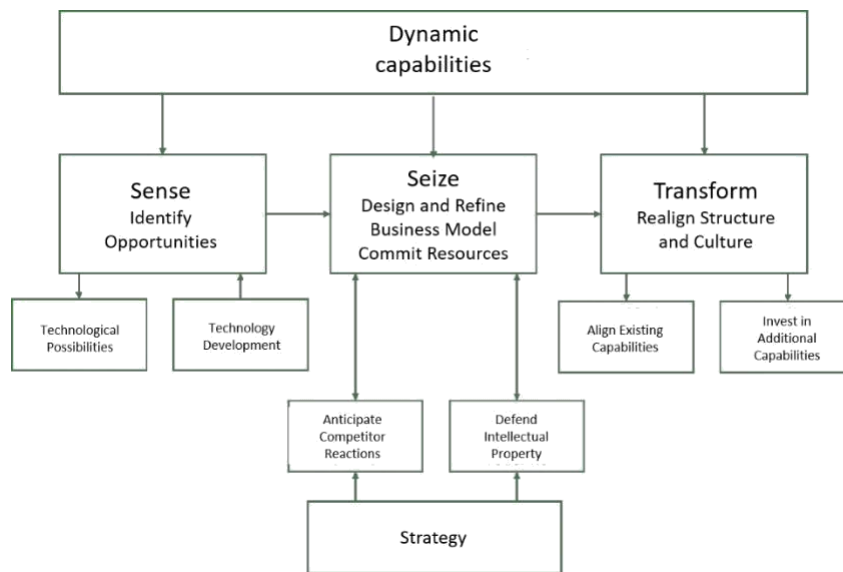 Dynamic
capabilities
Sense
Identify
Opportunities
Seize
Design and Refine
Business Model
Commit Resources
Transform
Realign Structure
and Culture
Technological
Possibilities
Technology
Development
Align Existing
Capabilities
Invest in
Additional
Capabilities
Anticipate
Competitor
Reactions
Defend
Intellectual
Property
Strategy